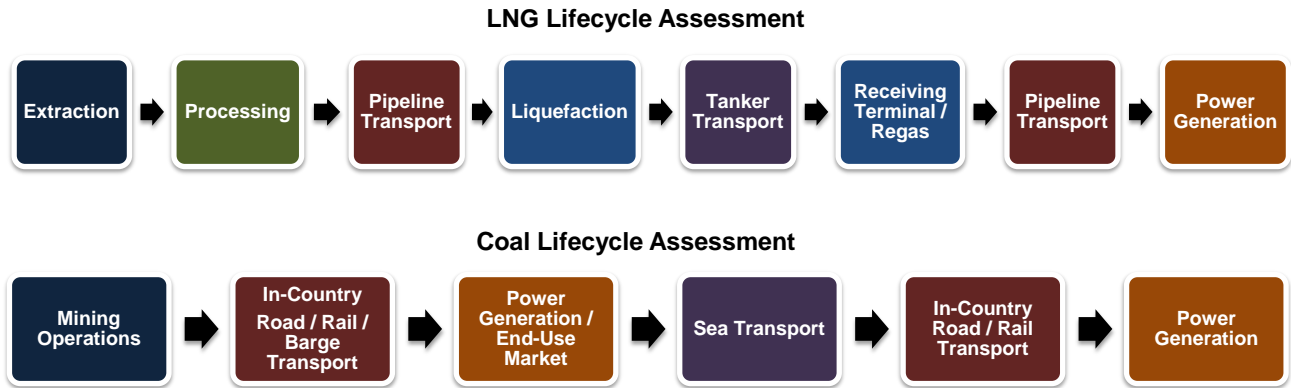 LNG Lifecycle Assessment
Extraction
Processing
Pipeline
Transport
Liquefaction
Tanker
Transport
Receiving
Terminal /
Regas
Pipeline
Transport
Power
Generation
Coal Lifecycle Assessment
Mining
Operations
In-Country
Road / Rail /
Barge
Transport
Power
Generation /
End-Use
Market
Sea Transport
In-Country
Road / Rail
Transport
Power
Generation